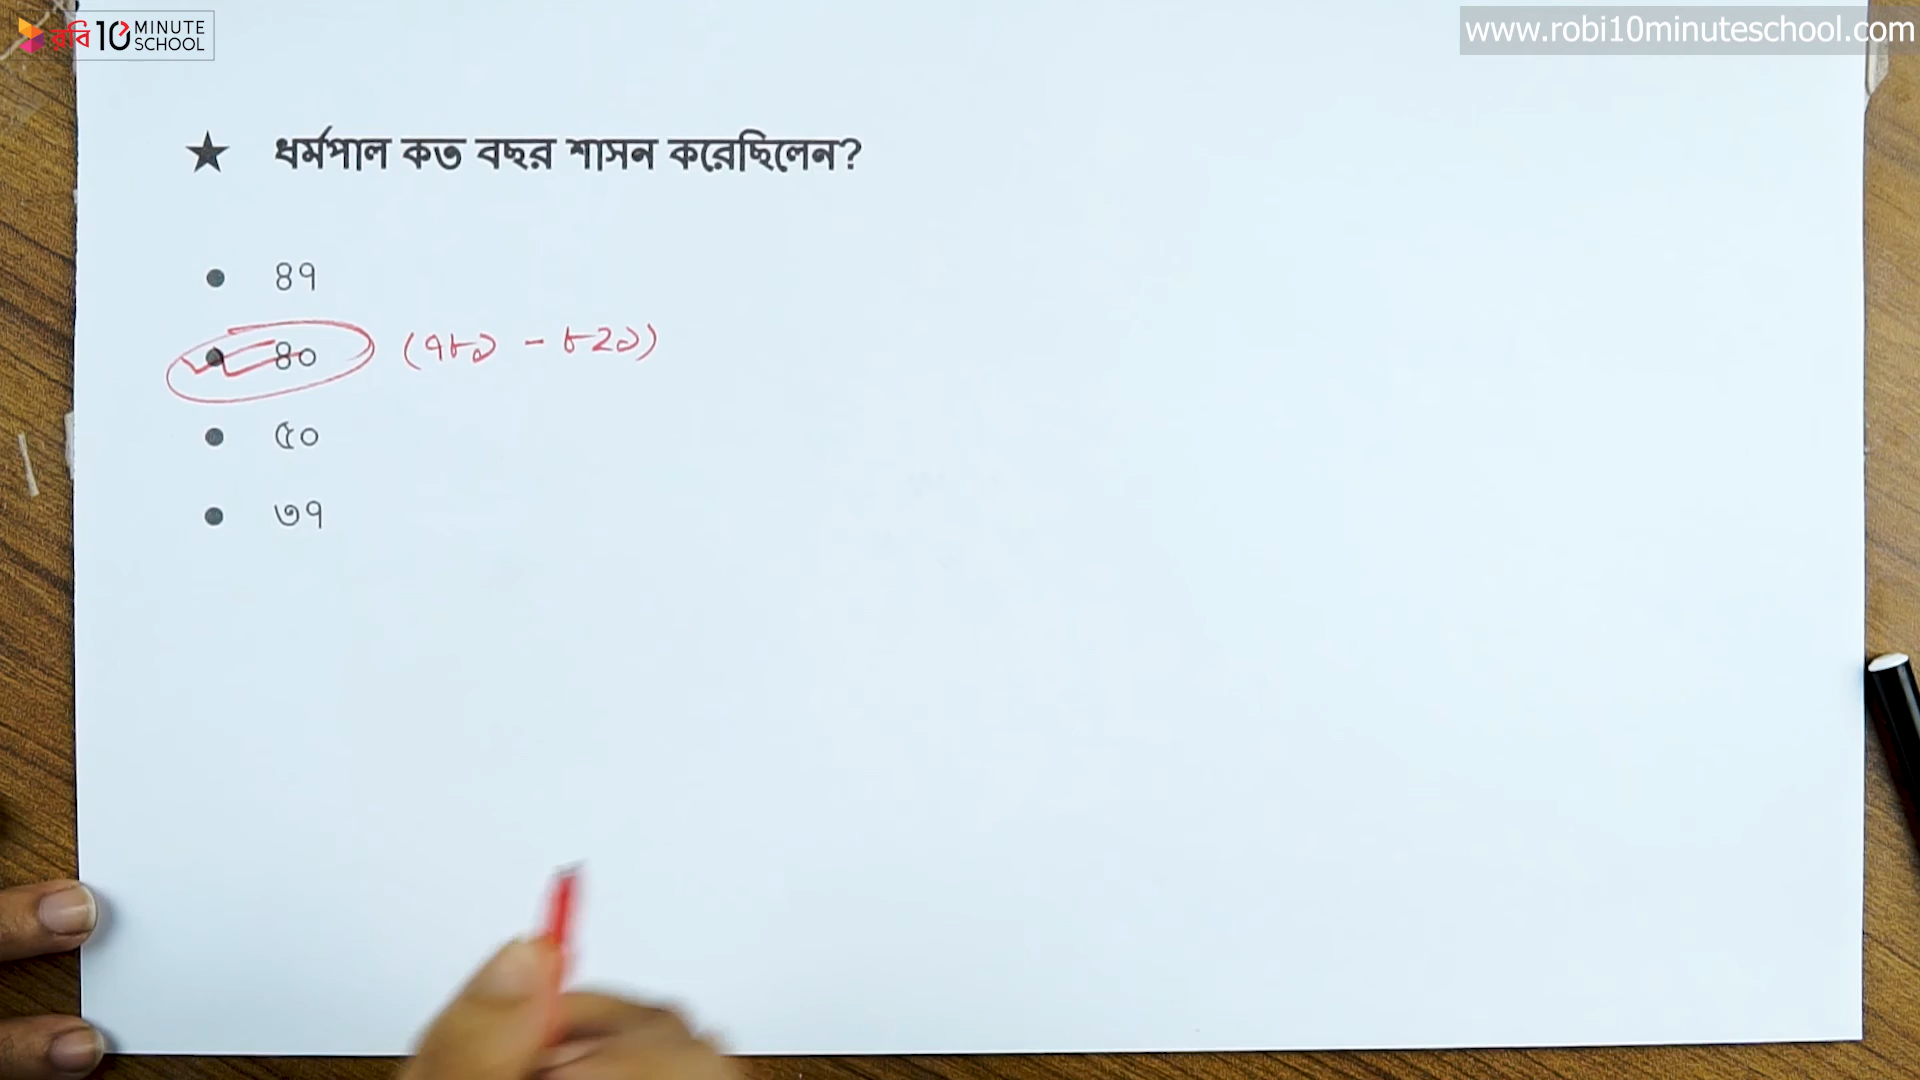 রবি 10 MINUTE SCHOOL
www.robi10minuteschool.com
★ ধর্মপাল কত বছর শাসন করেছিলেন?
• ৪৭
• ৪০ (৭৮১ - ৮২১)
• ৫০
• ৩৭